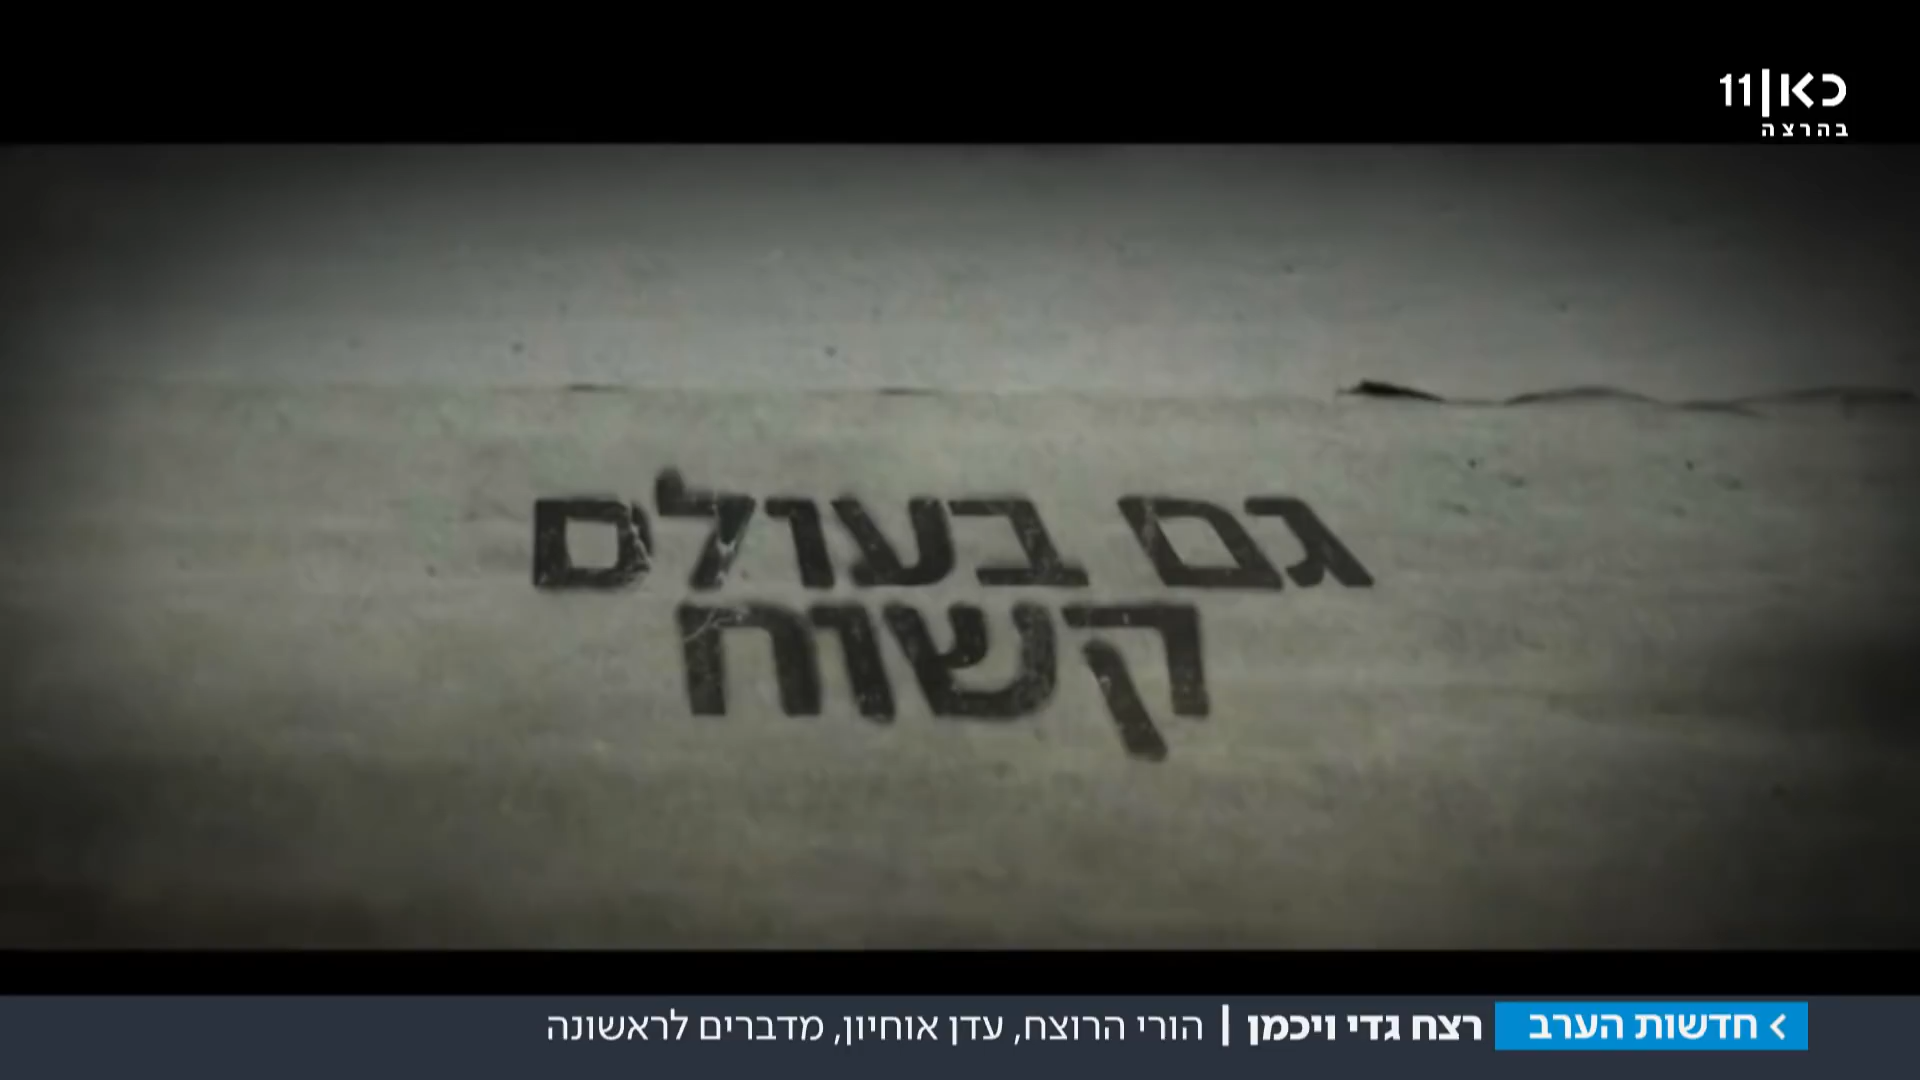 כאן 11
בהרצה
גם בעולם
קשוח
חדשות הערב
רצח גדי ויכמן | הורי הרוצח, עדן אוחיון, מדברים לראשונה